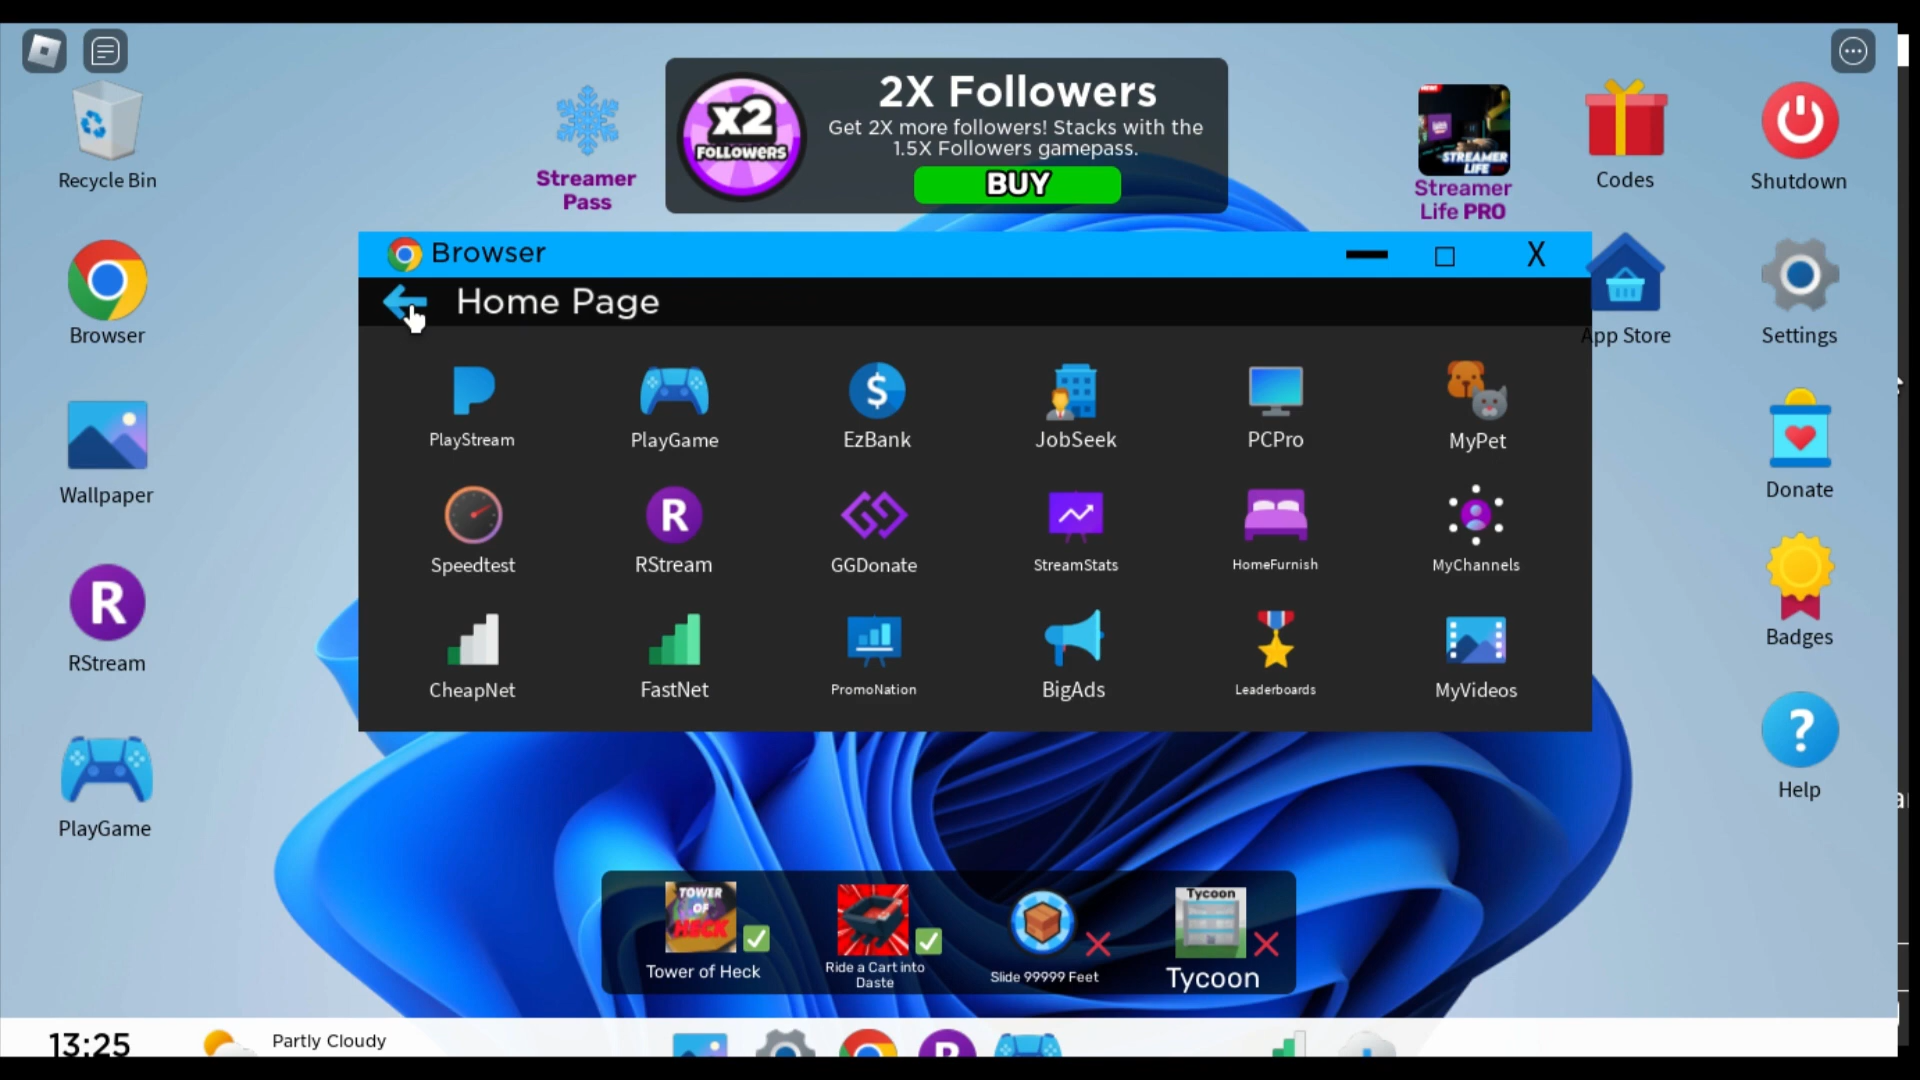 2X Followers
X2
FOLLOWERS
Get 2X more followers! Stacks with the
1.5X Followers gamepass.
BUY
Recycle Bin
Streamer
Pass
STREAMER
LIFE
Streamer
Life PRO
Codes
Shutdown
Browser
Home Page
Browser
App Store
Settings
PlayStream
PlayGame
EzBank
JobSeek
PCPro
MyPet
Wallpaper
Donate
Speedtest
RStream
GGDonate
StreamStats
HomeFurnish
MyChannels
RStream
Badges
CheapNet
FastNet
PromoNation
BigAds
Leaderboards
MyVideos
PlayGame
Help
TOWER
OF
HECK
Tycoon
Tower of Heck
Ride a Cart into
Daste
Slide 99999 Feet
Tycoon
13:25
Partly Cloudy